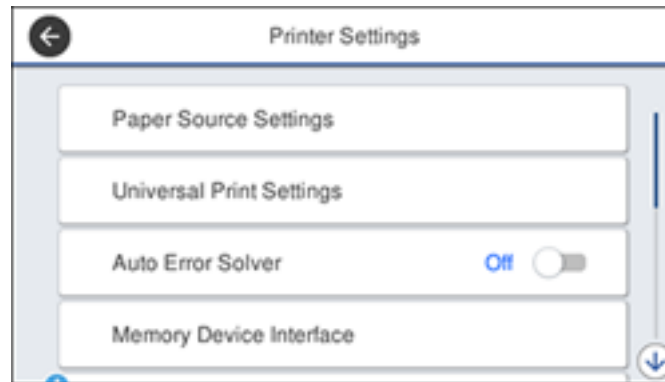 Printer Settings
Paper Source Settings
Universal Print Settings
Auto Error Solver Off
Memory Device Interface